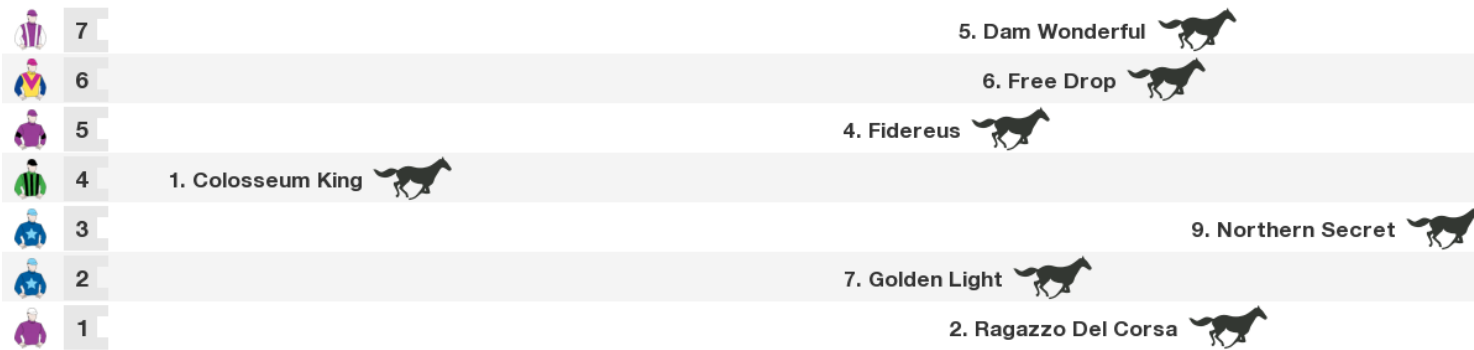 7 5. Dam Wonderful
6 6. Free Drop
5 4. Fidereus
4 1. Colosseum King
3 9. Northern Secret
2 7. Golden Light
1 2. Ragazzo Del Corsa